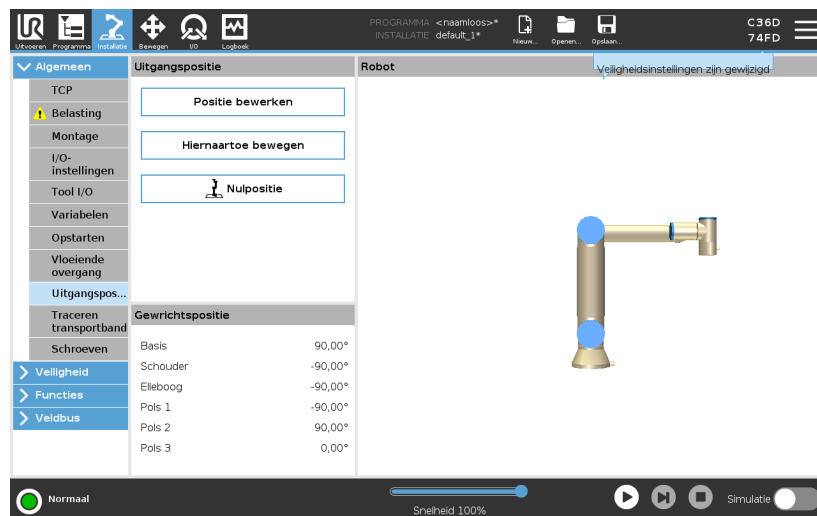 PROGRAMMA <naamloos>*
INSTALLATIE default_1*
C36D
74FD
Uitvoeren Programma Installatie Bewegen I/O Logboek
Nieuw... Openen... Opslaan...
Algemeen
Uitgangspositie
Robot
Veiligheidsinstellingen zijn gewijzigd
TCP
Belasting
Montage
I/O-
instellingen
Tool I/O
Variabelen
Opstarten
Vloeiende
overgang
Uitgangspos...
Traceren
transportband
Schroeven
Veiligheid
Functies
Veldbus
Positie bewerken
Hiernaartoe bewegen
Nulpositie
Gewrichtspositie
Basis 90,00°
Schouder -90,00°
Elleboog -90,00°
Pols 1 -90,00°
Pols 2 90,00°
Pols 3 0,00°
Normaal
Snelheid 100%
Simulatie